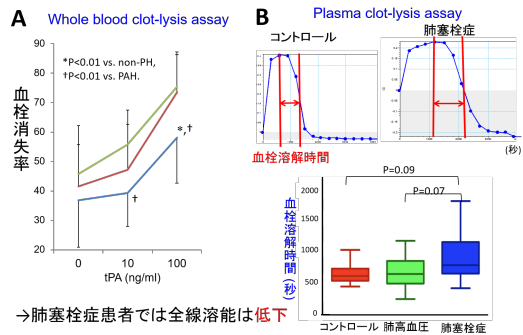 A
Whole blood clot-lysis assay
*P<0.01 vs. non-PH,
†P<0.01 vs. PAH.
血栓消失率
90
80
70
60
50
40
30
20
*,†
†
0 10 100
tPA (ng/ml)
B
Plasma clot-lysis assay
コントロール
肺塞栓症
血栓溶解時間
(秒)
P=0.09
P=0.07
血栓溶解時間 (秒)
2000
1500
1000
500
0
コントロール 肺高血圧 肺塞栓症
→肺塞栓症患者では全線溶能は低下